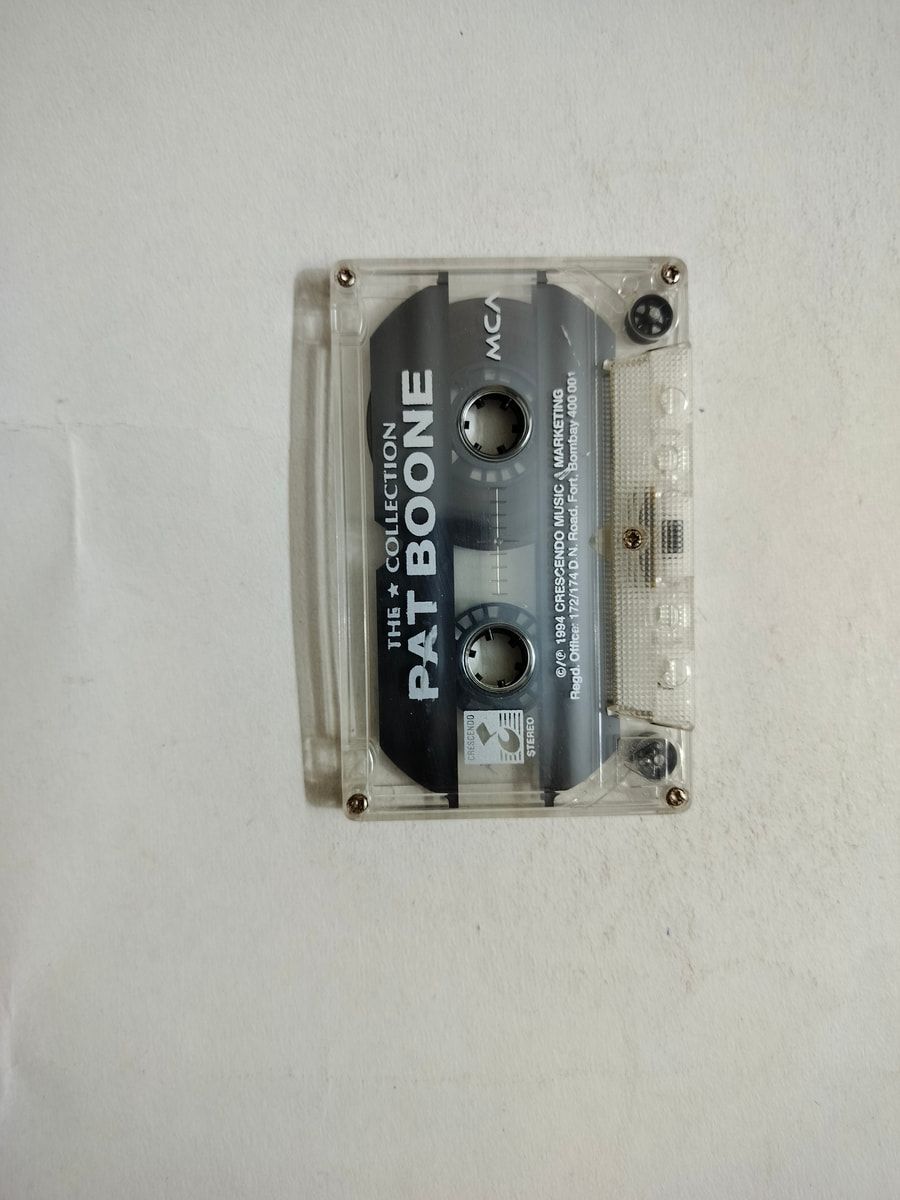 THE ★ COLLECTION
PAT BOONE
MCA
CRESCENDO
STEREO
©/℗ 1994 CRESCENDO MUSIC & MARKETING
Regd. Office: 172/174 D.N. Road, Fort, Bombay 400 001